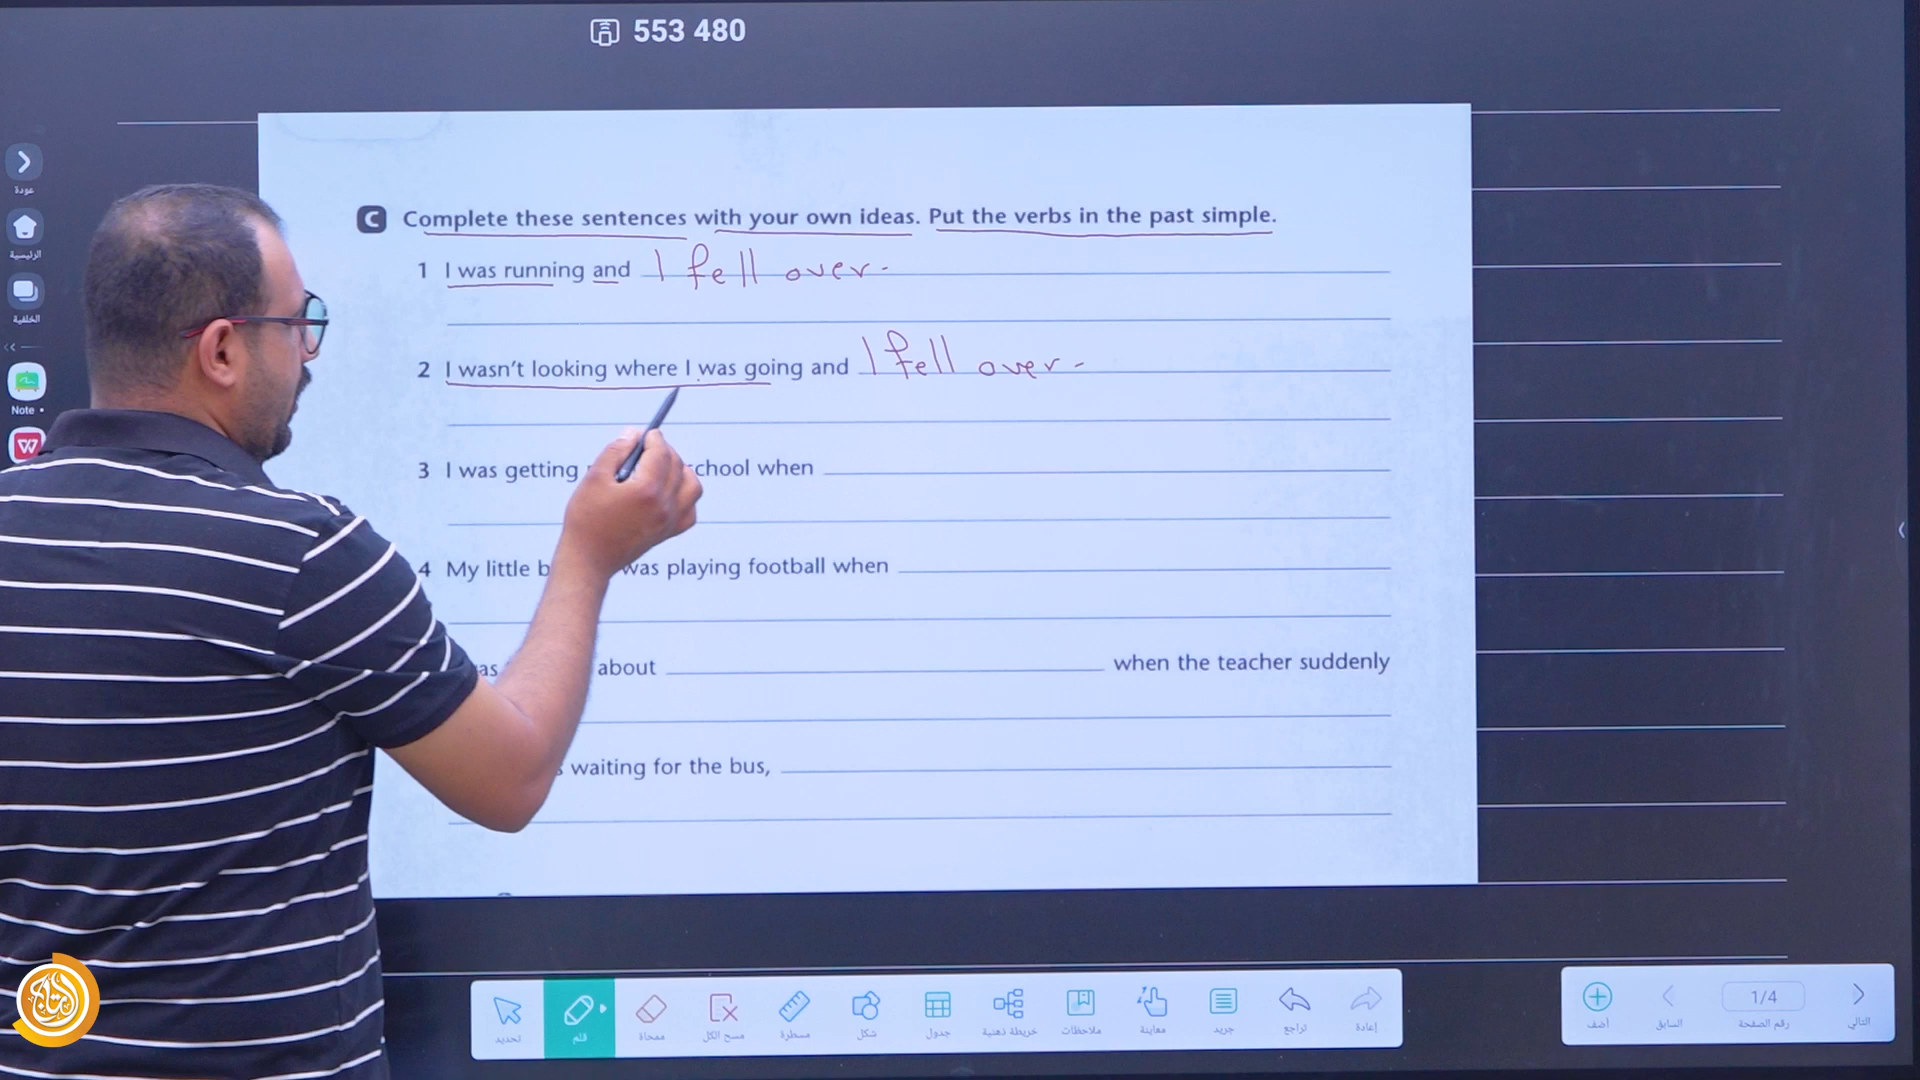 553 480
عودة
الرئيسية
الخلفية
Note
C Complete these sentences with your own ideas. Put the verbs in the past simple.
1 I was running and I fell over.
2 I wasn't looking where I was going and I fell over.
3 I was getting school when
4 My little was playing football when
about when the teacher suddenly
waiting for the bus,
تحديد
قلم
ممحاة
مسح الكل
مسطرة
شكل
جدول
خريطة ذهنية
ملاحظات
معاينة
مزيد
تراجع
إعادة
أضف
السابق
1/4
رقم الصفحة
التالي